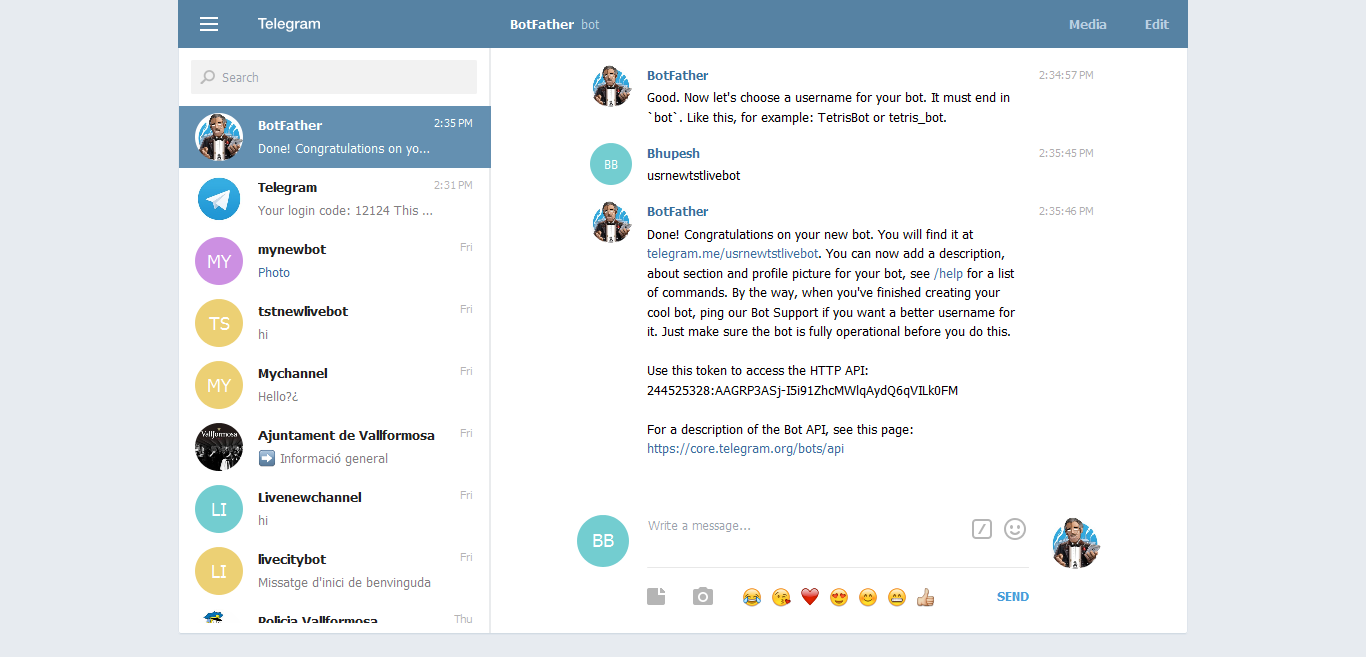 Telegram
BotFather bot
Media
Edit
Search
BotFather 2:35 PM
Done! Congratulations on yo...
Telegram 2:31 PM
Your login code: 12124 This ...
MY
mynewbot Fri
Photo
TS
tstnewlivebot Fri
hi
MY
Mychannel Fri
Hello?¿
Vallformosa
Ajuntament de Vallformosa Fri
Informació general
LI
Livenewchannel Fri
hi
LI
livecitybot Fri
Missatge d'inici de benvinguda
Policia Vallformosa Thu
BotFather 2:34:57 PM
Good. Now let's choose a username for your bot. It must end in
`bot`. Like this, for example: TetrisBot or tetris_bot.
BB
Bhupesh 2:35:45 PM
usrnewtstlivebot
BotFather 2:35:46 PM
Done! Congratulations on your new bot. You will find it at
telegram.me/usrnewtstlivebot. You can now add a description,
about section and profile picture for your bot, see /help for a list
of commands. By the way, when you've finished creating your
cool bot, ping our Bot Support if you want a better username for
it. Just make sure the bot is fully operational before you do this.
Use this token to access the HTTP API:
244525328:AAGRP3ASj-I5i91ZhcMWlqAydQ6qVILk0FM
For a description of the Bot API, see this page:
https://core.telegram.org/bots/api
BB
Write a message...
SEND